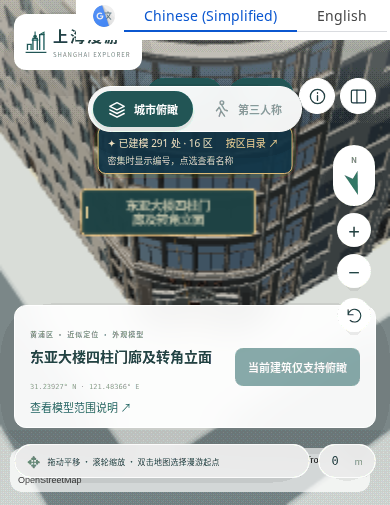 Chinese (Simplified)
English
上海漫游
SHANGHAI EXPLORER
城市俯瞰
第三人称
✦ 已建模 291 处 · 16 区 按区目录 ↗
密集时显示编号，点选查看名称
N
东亚大楼四柱门
廊及转角立面
+
−
黄浦区 · 近似定位 · 外观模型
东亚大楼四柱门廊及转角立面
当前建筑仅支持俯瞰
31.23927° N · 121.48366° E
查看模型范围说明 ↗
拖动平移 · 滚轮缩放 · 双击地图选择漫游起点
0 m
OpenStreetMap